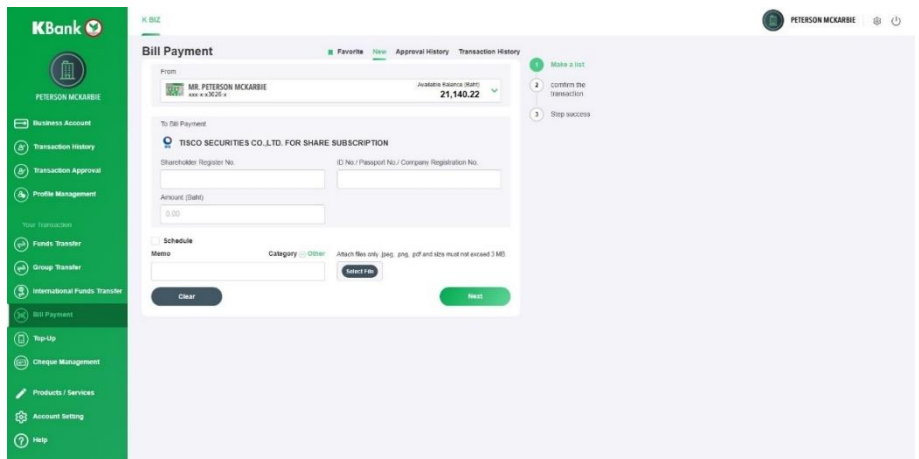 KBank
PETERSON MCKARBIE
Business Account
Transaction History
Transaction Approval
Profile Management
Your Transaction
Funds Transfer
Group Transfer
International Funds Transfer
Bill Payment
Top-Up
Cheque Management
Products / Services
Account Setting
Help
K BIZ
PETERSON MCKARBIE
Bill Payment
Favorite New Approval History Transaction History
From
MR. PETERSON MCKARBIE
xxx-x-x3626-x
Available Balance (Baht)
21,140.22
To Bill Payment
TISCO SECURITIES CO.,LTD. FOR SHARE SUBSCRIPTION
Shareholder Register No.
ID No./ Passport No./ Company Registration No.
Amount (Baht)
0.00
Schedule
Memo
Category Other
Attach files only .jpeg, .png, .pdf and size must not exceed 3 MB.
Select File
Clear
Next
1 Make a list
2 comfirm the
transaction
3 Step success